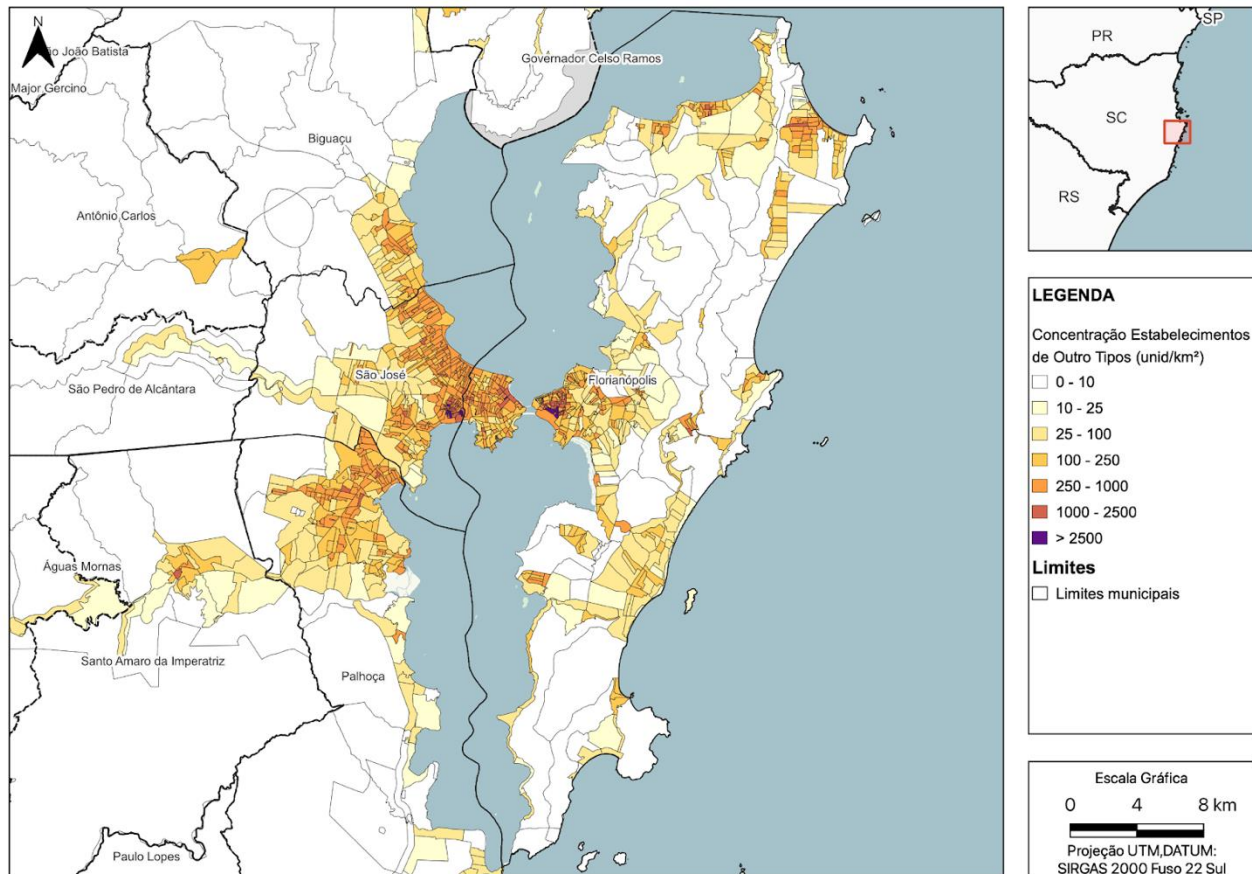 N
São João Batista
Major Gercino
Governador Celso Ramos
Biguaçu
Antônio Carlos
São José
São Pedro de Alcântara
Florianópolis
Águas Mornas
Santo Amaro da Imperatriz
Palhoça
Paulo Lopes
SP
PR
SC
RS
LEGENDA
Concentração Estabelecimentos
de Outro Tipos (unid/km²)
0 - 10
10 - 25
25 - 100
100 - 250
250 - 1000
1000 - 2500
> 2500
Limites
Limites municipais
Escala Gráfica
0 4 8 km
Projeção UTM,DATUM:
SIRGAS 2000 Fuso 22 Sul